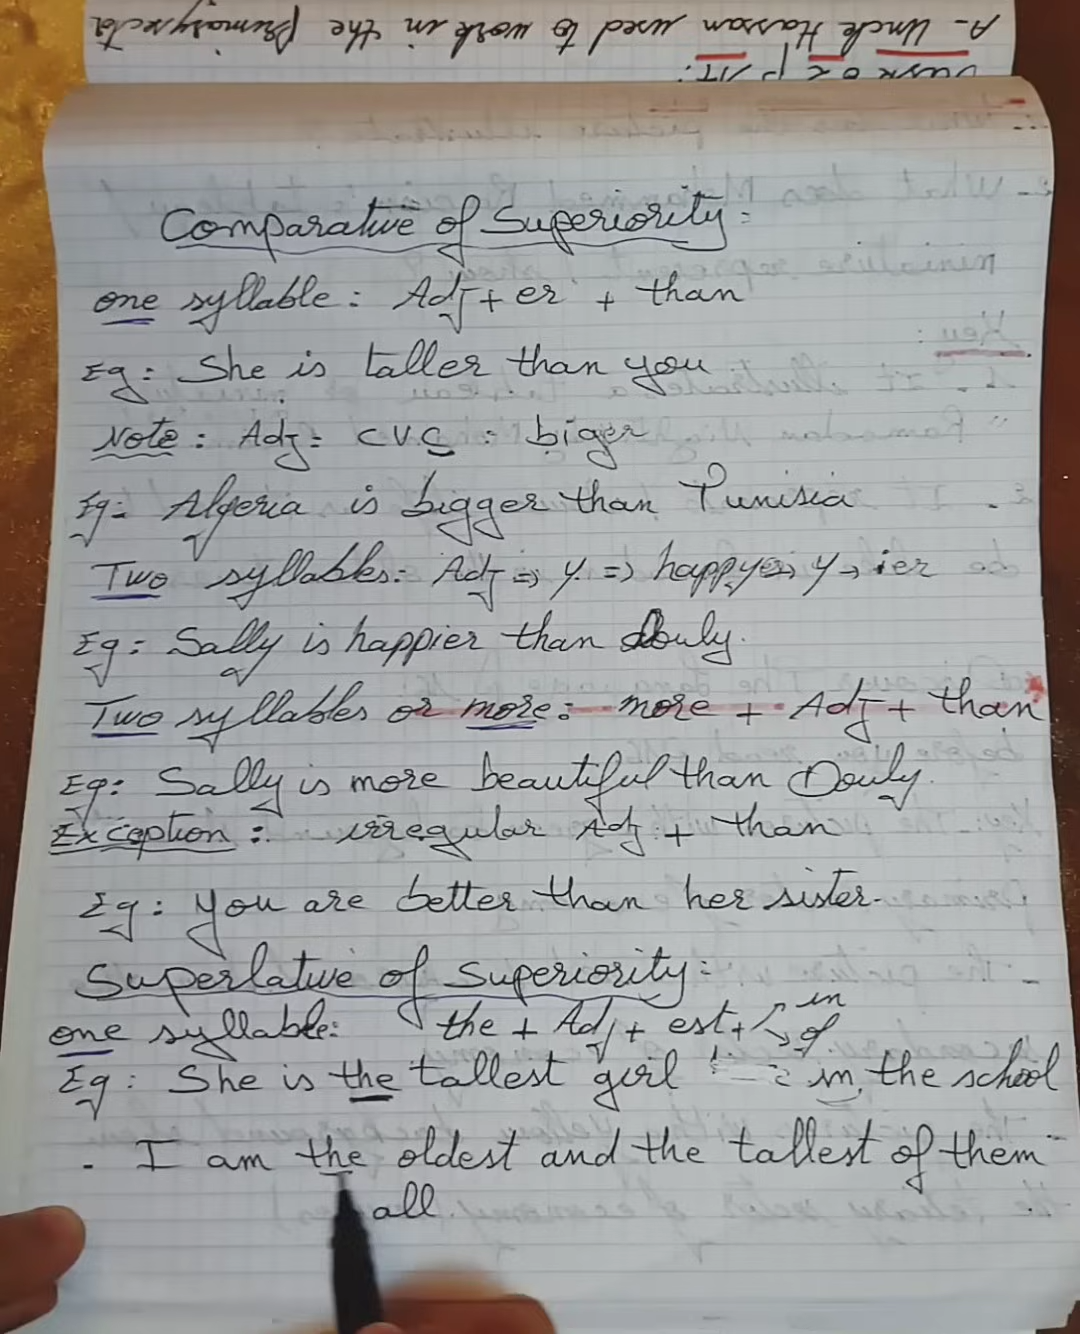 A- Uncle Hassan used to work in the Primary sector
Comparative of Superiority:
one syllable: Adj + er + than
Eg: She is taller than you
Note: Adj: CVC: biger
Eg: Algeria is bigger than Tunisia
Two syllables: Adj => y => happyer, y → ier
Eg: Sally is happier than Douly.
Two syllables or more: more + Adj + than
Eg: Sally is more beautiful than Douly.
Exception: irregular Adj + than
Eg: You are better than her sister.
Superlative of Superiority:
one syllable: the + Adj + est + in
of
Eg: She is the tallest girl in the school
. I am the oldest and the tallest of them
all.